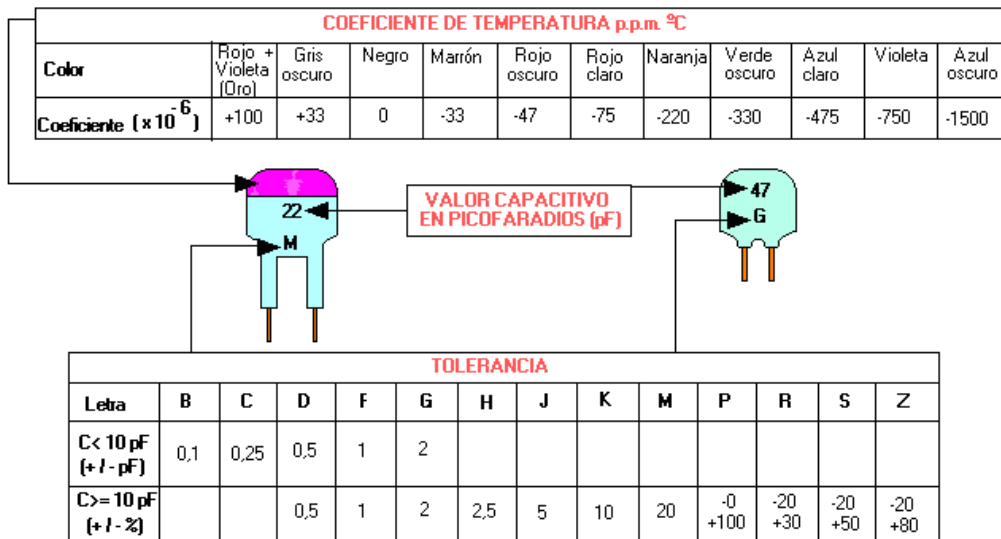 COEFICIENTE DE TEMPERATURA p.p.m. ºC
Color Rojo + Violeta (Oro) Gris oscuro Negro Marrón Rojo oscuro Rojo claro Naranja Verde oscuro Azul claro Violeta Azul oscuro
Coeficiente (x10^-6) +100 +33 0 -33 -47 -75 -220 -330 -475 -750 -1500
22
M
VALOR CAPACITIVO
EN PICOFARADIOS (pF)
47
G
TOLERANCIA
Letra B C D F G H J K M P R S Z
C< 10 pF (+ / - pF) 0,1 0,25 0,5 1 2
C>= 10 pF (+ / - %) 0,5 1 2 2,5 5 10 20 -0 +100 -20 +30 -20 +50 -20 +80